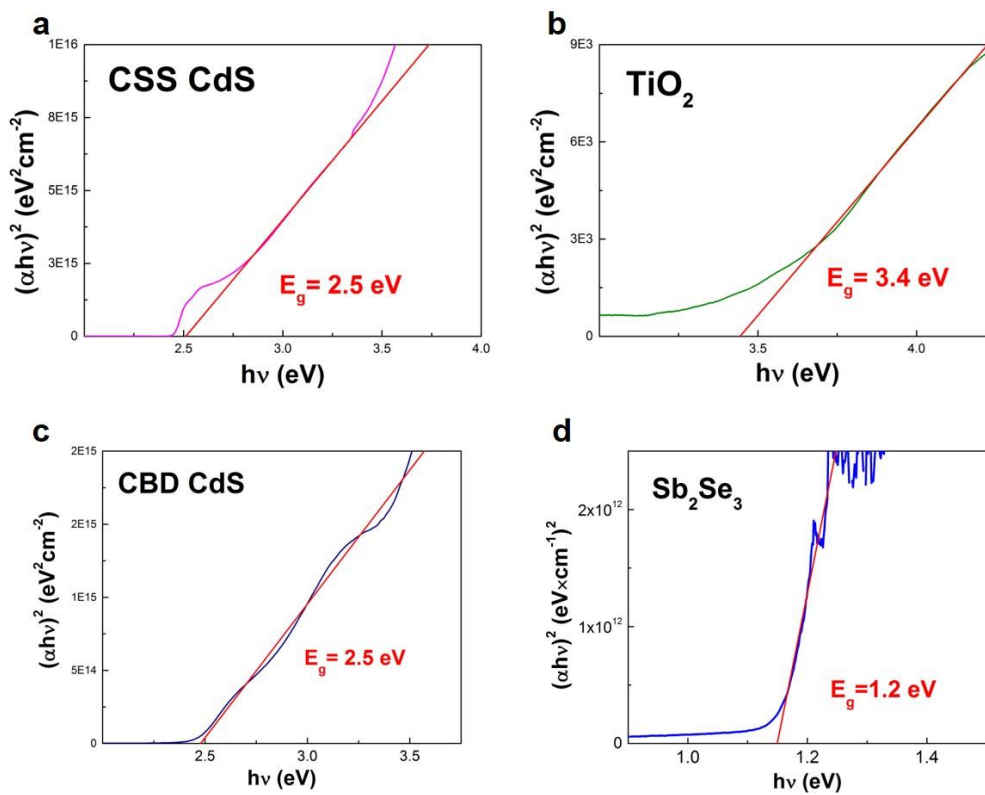 a
CSS CdS
1E16
8E15
5E15
3E15
0
(αhν)² (eV²cm⁻²)
E_g= 2.5 eV
2.5 3.0 3.5 4.0
hν (eV)
b
TiO₂
9E3
6E3
3E3
0
(αhν)² (eV²cm⁻²)
E_g= 3.4 eV
3.5 4.0
hν (eV)
c
CBD CdS
2E15
2E15
1E15
5E14
0
(αhν)² (eV²cm⁻²)
E_g = 2.5 eV
2.5 3.0 3.5
hν (eV)
d
Sb₂Se₃
2x10¹²
1x10¹²
0
(αhν)² (eV×cm⁻¹)²
E_g=1.2 eV
1.0 1.2 1.4
hν (eV)